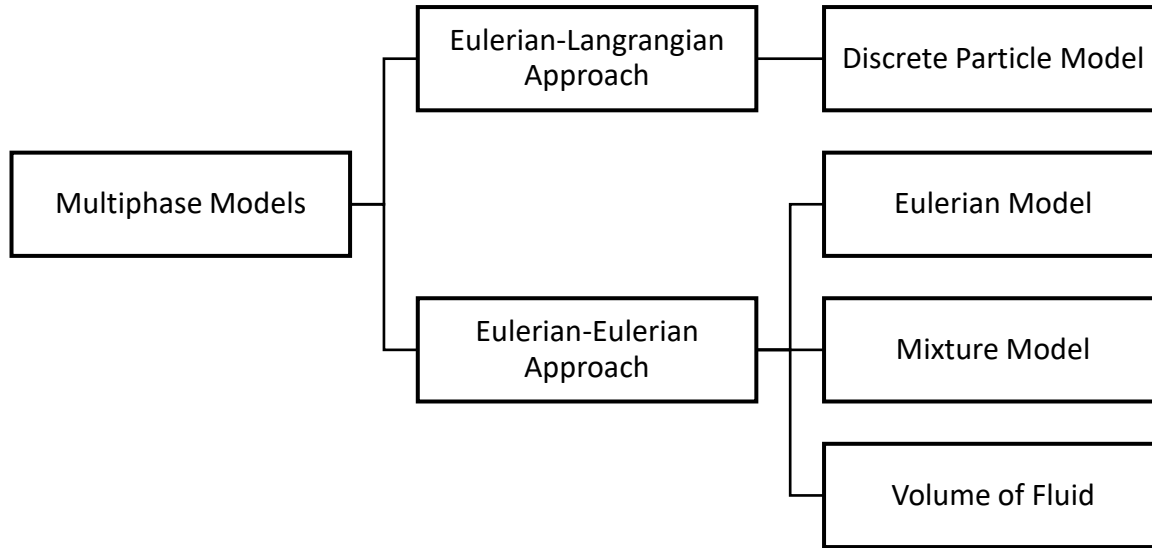 Multiphase Models
Eulerian-Langrangian
Approach
Discrete Particle Model
Eulerian-Eulerian
Approach
Eulerian Model
Mixture Model
Volume of Fluid